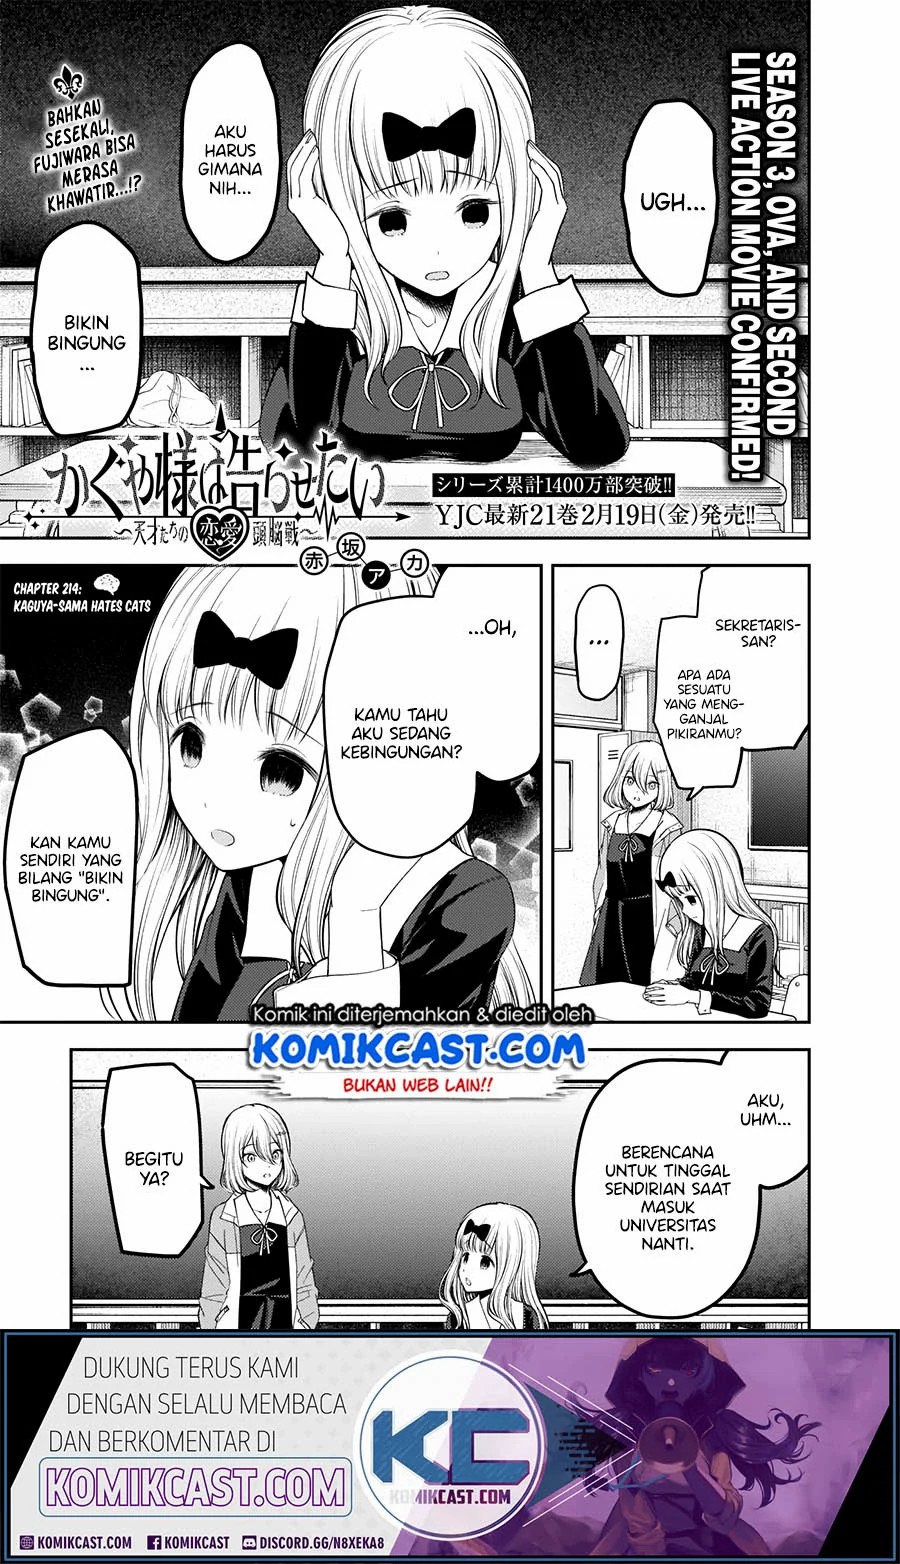 SEASON 3, OVA, AND SECOND
LIVE ACTION MOVIE CONFIRMED!
UGH...
AKU
HARUS
GIMANA
NIH...
BAHKAN
SESEKALI,
FUJIWARA BISA
MERASA
KHAWATIR...!?
BIKIN
BINGUNG
...
かぐや様は告らせたい
～天才たちの恋愛頭脳戦～
シリーズ累計1400万部突破!!
YJC最新21巻2月19日(金)発売!!
赤坂アカ
CHAPTER 214:
KAGUYA-SAMA HATES CATS
SEKRETARIS-
SAN?
APA ADA
SESUATU
YANG MENG-
GANJAL
PIKIRANMU?
...
...OH,
KAMU TAHU
AKU SEDANG
KEBINGUNGAN?
KAN KAMU
SENDIRI YANG
BILANG "BIKIN
BINGUNG".
Komik ini diterjemahkan & diedit oleh
KOMIKCAST.COM
BUKAN WEB LAIN!!
AKU,
UHM...
BERENCANA
UNTUK TINGGAL
SENDIRIAN SAAT
MASUK
UNIVERSITAS
NANTI.
BEGITU
YA?
DUKUNG TERUS KAMI
DENGAN SELALU MEMBACA
DAN BERKOMENTAR DI
KOMIKCAST.COM
KC
KOMIKCAST.COM
KOMIKCAST.COM
KOMIKCAST
DISCORD.GG/N8XEKA8